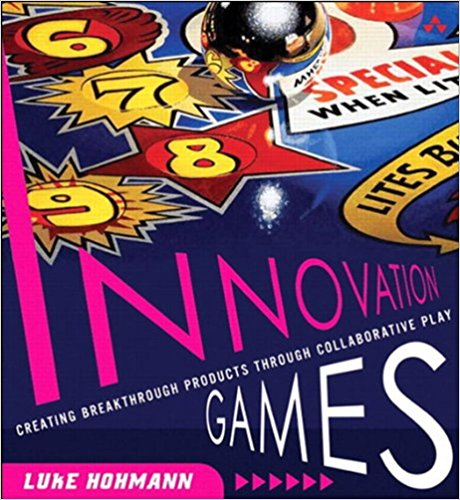 6
7
8
9
SPECIAL
WHEN LIT
LITES
INNOVATION
CREATING BREAKTHROUGH PRODUCTS THROUGH COLLABORATIVE PLAY
GAMES
LUKE HOHMANN